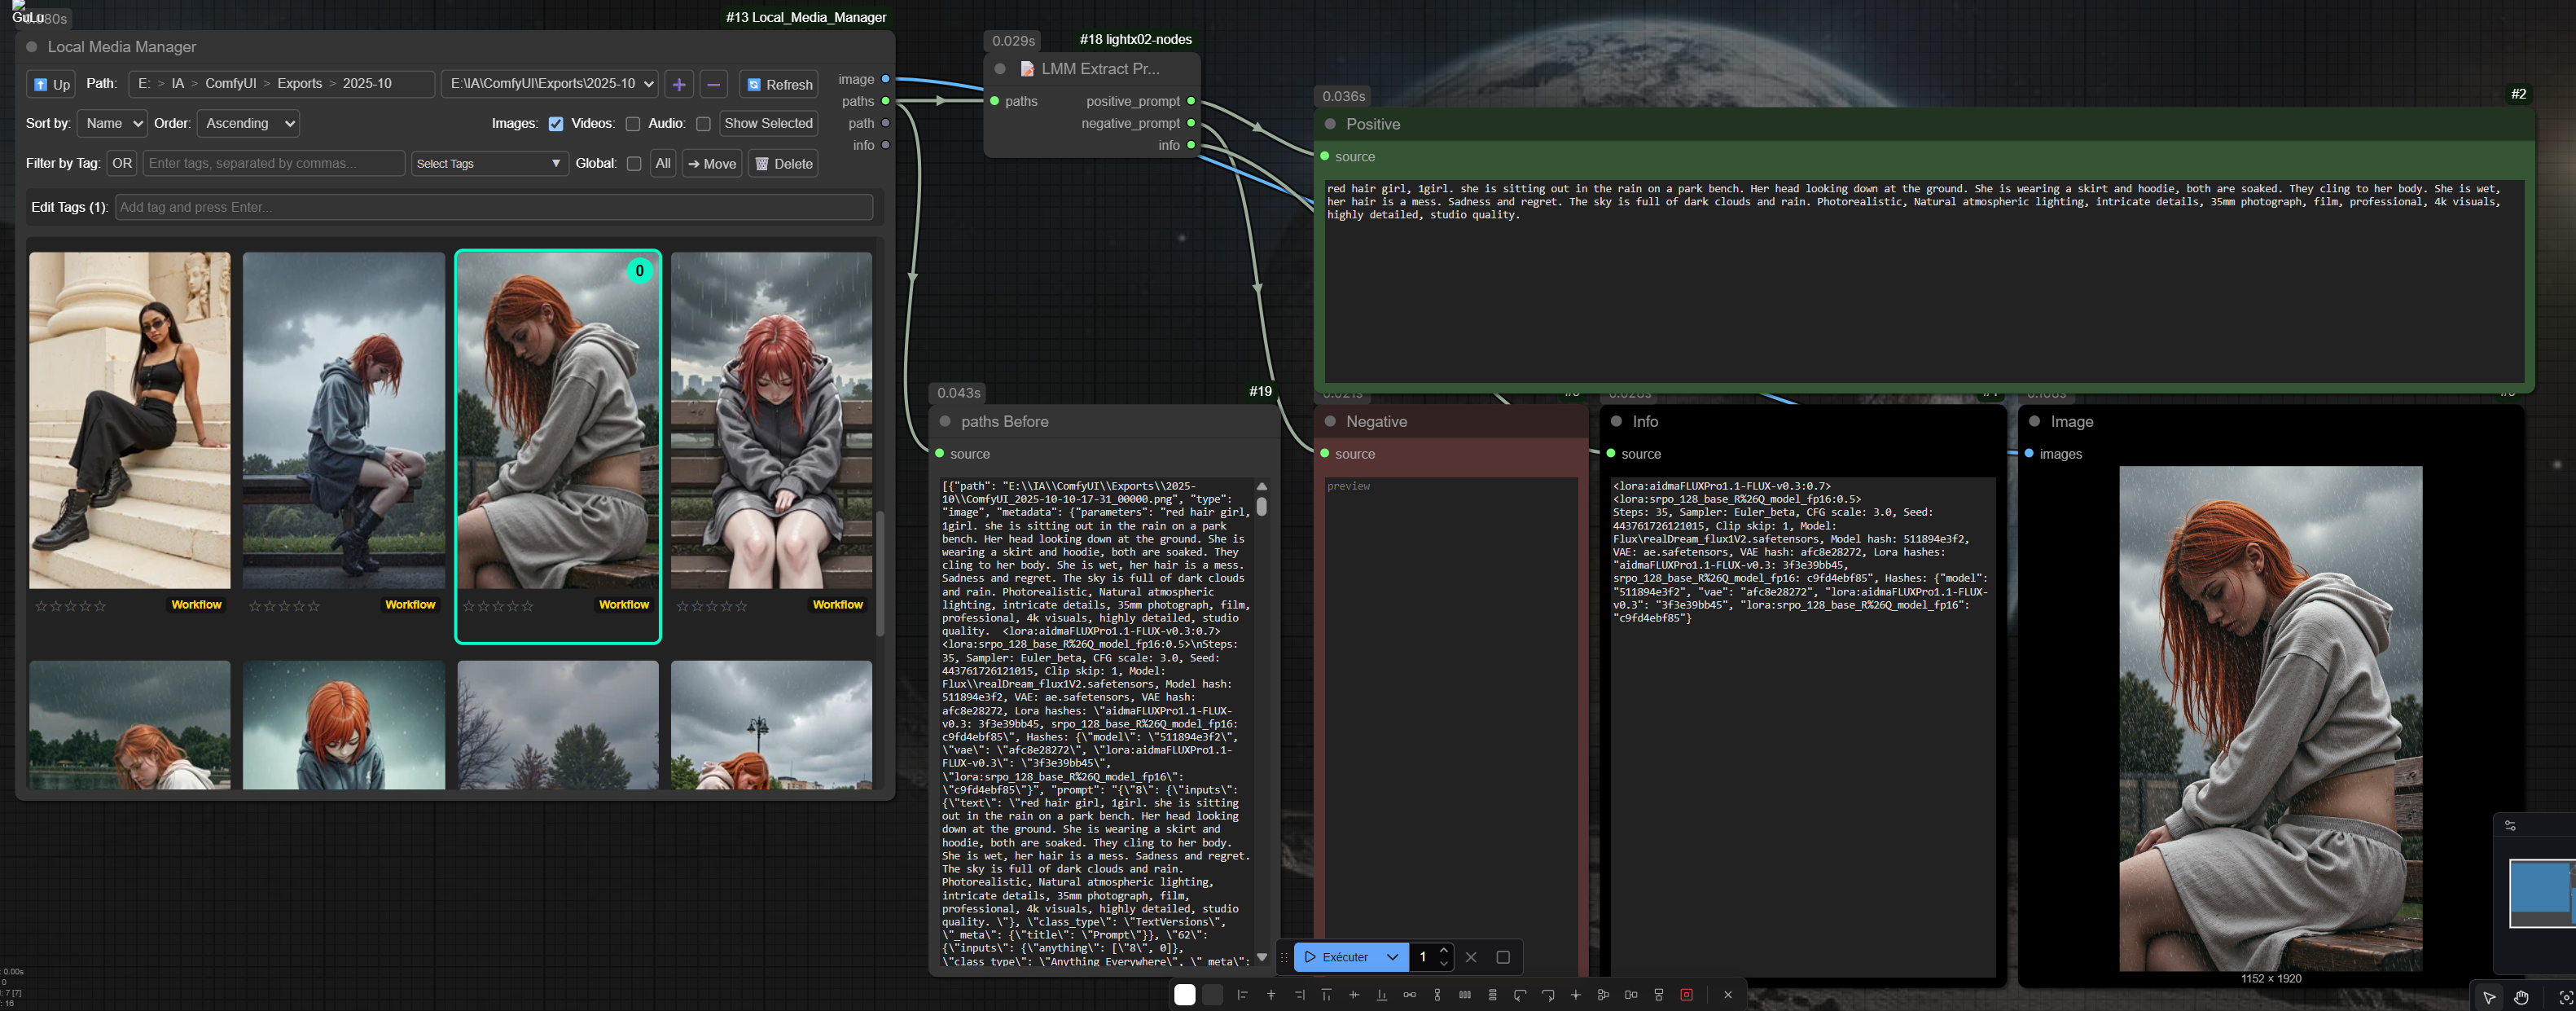 GuLu
#13 Local_Media_Manager
Local Media Manager
Up
Path:
E: > IA > ComfyUI > Exports > 2025-10
E:\IA\ComfyUI\Exports\2025-10
+
−
Refresh
image
paths
path
info
Sort by:
Name
Order:
Ascending
Images:
Videos:
Audio:
Show Selected
Filter by Tag:
OR
Enter tags, separated by commas...
Select Tags
Global:
All
→ Move
Delete
Edit Tags (1):
Add tag and press Enter...
0
Workflow
Workflow
Workflow
Workflow
0.029s
#18 lightx02-nodes
LMM Extract Pr...
paths
positive_prompt
negative_prompt
info
0.036s
#2
Positive
source
red hair girl, 1girl. she is sitting out in the rain on a park bench. Her head looking down at the ground. She is wearing a skirt and hoodie, both are soaked. They cling to her body. She is wet,
her hair is a mess. Sadness and regret. The sky is full of dark clouds and rain. Photorealistic, Natural atmospheric lighting, intricate details, 35mm photograph, film, professional, 4k visuals,
highly detailed, studio quality.
0.043s
#19
paths Before
source
[{"path": "E:\\IA\\ComfyUI\\Exports\\2025-
10\\ComfyUI_2025-10-10-17-31_00000.png", "type":
"image", "metadata": {"parameters": "red hair girl,
1girl. she is sitting out in the rain on a park
bench. Her head looking down at the ground. She is
wearing a skirt and hoodie, both are soaked. They
cling to her body. She is wet, her hair is a mess.
Sadness and regret. The sky is full of dark clouds
and rain. Photorealistic, Natural atmospheric
lighting, intricate details, 35mm photograph, film,
professional, 4k visuals, highly detailed, studio
quality.  <lora:aidmaFLUXPro1.1-FLUX-v0.3:0.7>
<lora:srpo_128_base_R%26Q_model_fp16:0.5>\nSteps:
35, Sampler: Euler_beta, CFG scale: 3.0, Seed:
443761726121015, Clip skip: 1, Model:
Flux\\realDream_flux1V2.safetensors, Model hash:
511894e3f2, VAE: ae.safetensors, VAE hash:
afc8e28272, Lora hashes: \"aidmaFLUXPro1.1-FLUX-
v0.3: 3f3e39bb45, srpo_128_base_R%26Q_model_fp16:
c9fd4ebf85\", Hashes: {\"model\": \"511894e3f2\",
\"vae\": \"afc8e28272\", \"lora:aidmaFLUXPro1.1-
FLUX-v0.3\": \"3f3e39bb45\",
\"lora:srpo_128_base_R%26Q_model_fp16\":
\"c9fd4ebf85\"}", "prompt": "{\"8\": {\"inputs\":
{\"text\": \"red hair girl, 1girl. she is sitting
out in the rain on a park bench. Her head looking
down at the ground. She is wearing a skirt and
hoodie, both are soaked. They cling to her body.
She is wet, her hair is a mess. Sadness and regret.
The sky is full of dark clouds and rain.
Photorealistic, Natural atmospheric lighting,
intricate details, 35mm photograph, film,
professional, 4k visuals, highly detailed, studio
quality. \"}, \"class_type\": \"TextVersions\",
\"_meta\": {\"title\": \"Prompt\"}}, \"62\":
{\"inputs\": {\"anything\": [\"8\", 0]},
\"class_type\": \"Anything Everywhere\", \"_meta\":
Negative
source
preview
Info
source
<lora:aidmaFLUXPro1.1-FLUX-v0.3:0.7>
<lora:srpo_128_base_R%26Q_model_fp16:0.5>
Steps: 35, Sampler: Euler_beta, CFG scale: 3.0, Seed:
443761726121015, Clip skip: 1, Model:
Flux\realDream_flux1V2.safetensors, Model hash: 511894e3f2,
VAE: ae.safetensors, VAE hash: afc8e28272, Lora hashes:
"aidmaFLUXPro1.1-FLUX-v0.3: 3f3e39bb45,
srpo_128_base_R%26Q_model_fp16: c9fd4ebf85", Hashes: {"model":
"511894e3f2", "vae": "afc8e28272", "lora:aidmaFLUXPro1.1-FLUX-
v0.3": "3f3e39bb45", "lora:srpo_128_base_R%26Q_model_fp16":
"c9fd4ebf85"}
Image
images
1152 × 1920
Exécuter
1
: 0.00s
0
: 7 [7]
: 16